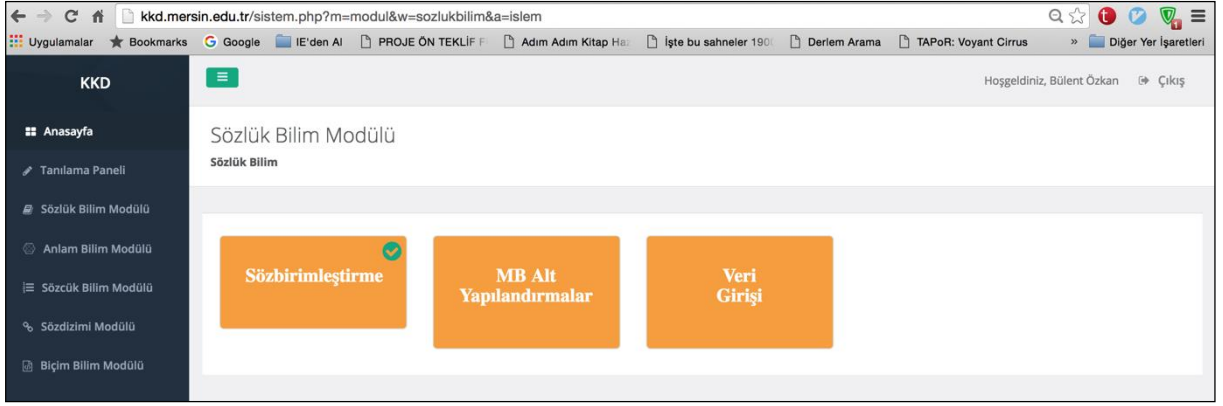 kkd.mersin.edu.tr/sistem.php?m=modul&w=sozlukbilim&a=islem
Uygulamalar Bookmarks Google IE'den Al PROJE ÖN TEKLİF Adım Adım Kitap Ha İşte bu sahneler 190 Derlem Arama TAPoR: Voyant Cirrus » Diğer Yer İşaretleri
KKD
Hoşgeldiniz, Bülent Özkan Çıkış
Anasayfa
Sözlük Bilim Modülü
Sözlük Bilim
Tanılama Paneli
Sözlük Bilim Modülü
Anlam Bilim Modülü
Sözcük Bilim Modülü
Sözdizimi Modülü
Biçim Bilim Modülü
Sözbirimleştirme
MB Alt
Yapılandırmalar
Veri
Girişi